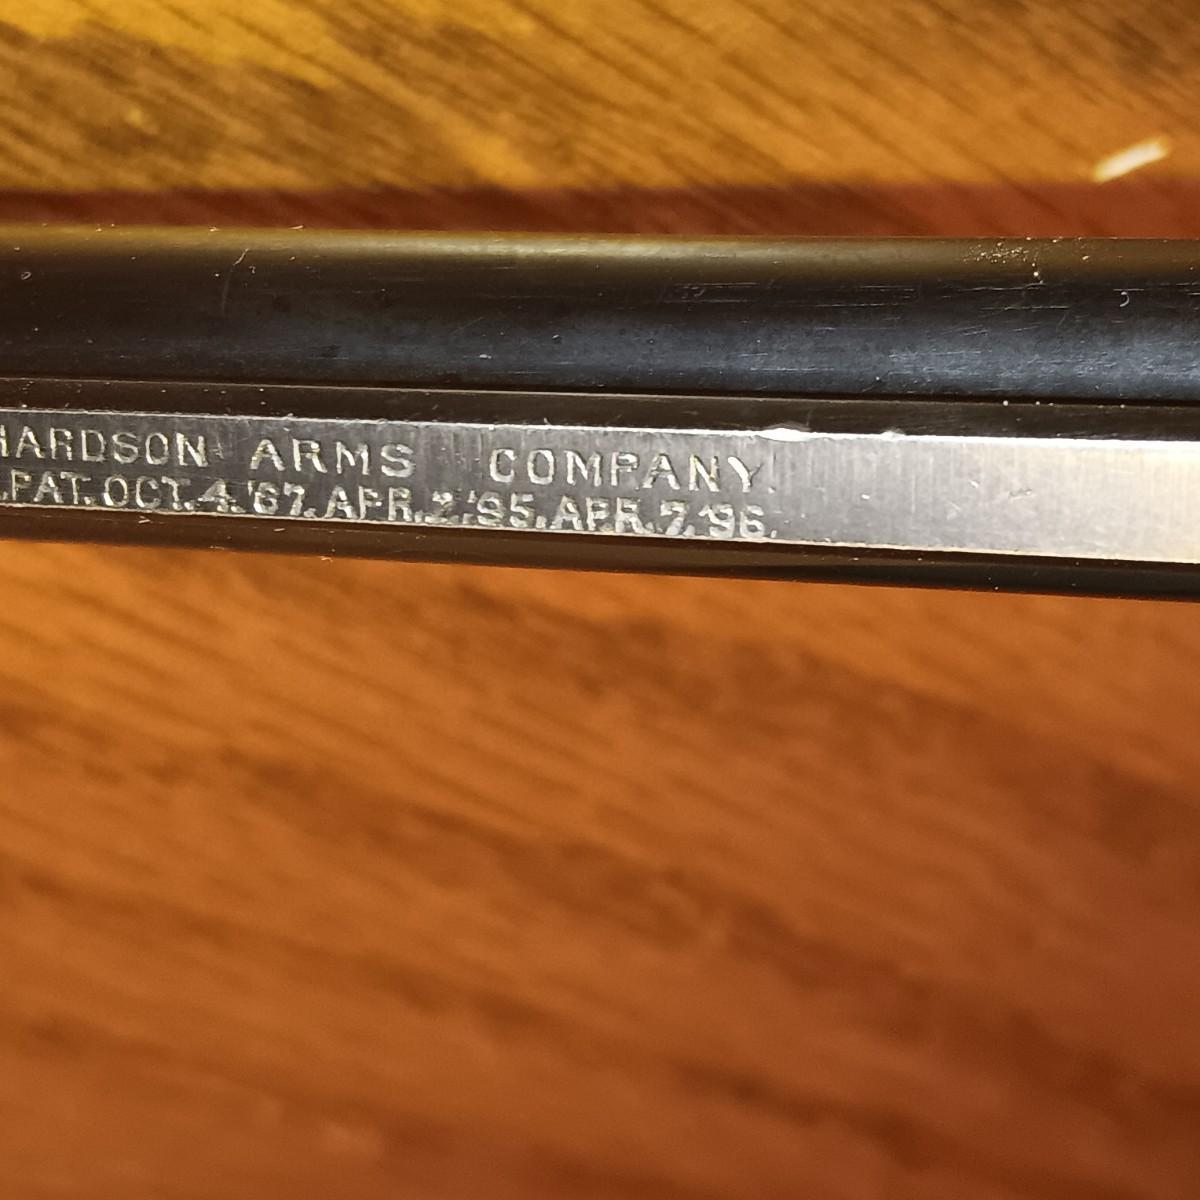 HARDSON ARMS COMPANY.
.PAT.OCT.4.'87.APR.2.'95.APR.7.'96.